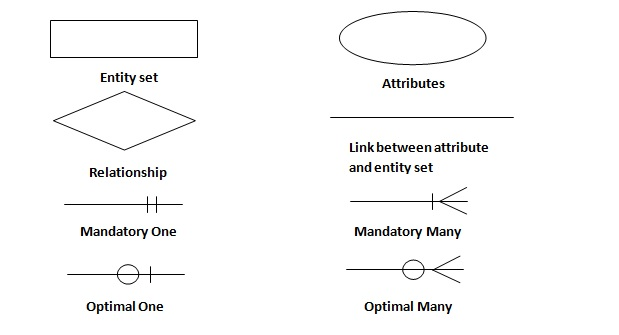 Entity set
Attributes
Relationship
Link between attribute
and entity set
Mandatory One
Mandatory Many
Optimal One
Optimal Many